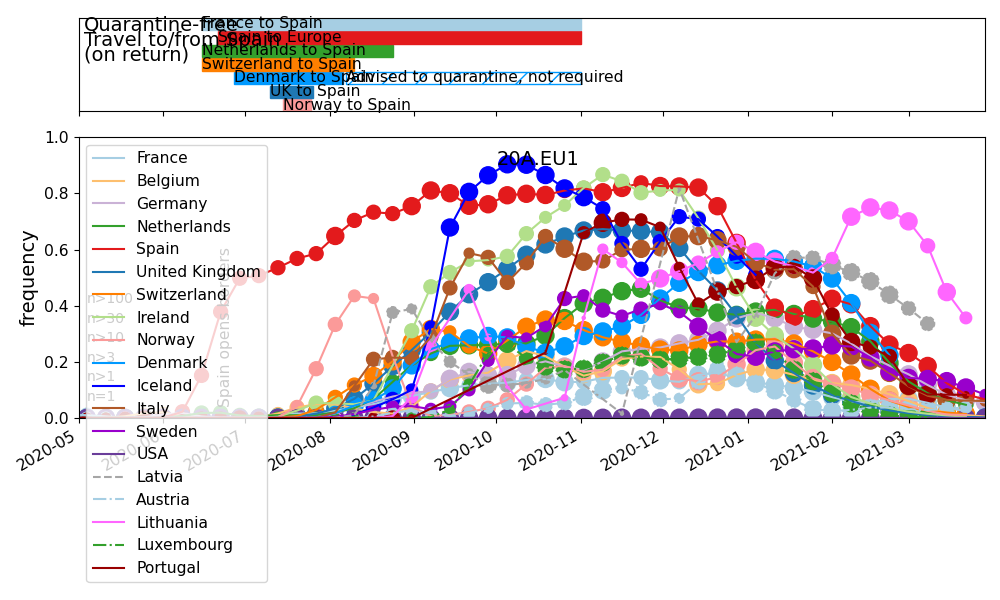 Quarantine-free
Travel to/from Spain
(on return)
France to Spain
Spain to Europe
Netherlands to Spain
Switzerland to Spain
Denmark to Spain
Advised to quarantine, not required
UK to Spain
Norway to Spain
20A.EU1
frequency
1.0
0.8
0.6
0.4
0.2
0.0
France
Belgium
Germany
Netherlands
Spain
United Kingdom
Switzerland
Ireland
Norway
Denmark
Iceland
Italy
Sweden
USA
Latvia
Austria
Lithuania
Luxembourg
Portugal
n>100
n>30
n>10
n>3
n>1
n=1
Spain opens borders
2020-05
2020-06
2020-07
2020-08
2020-09
2020-10
2020-11
2020-12
2021-01
2021-02
2021-03